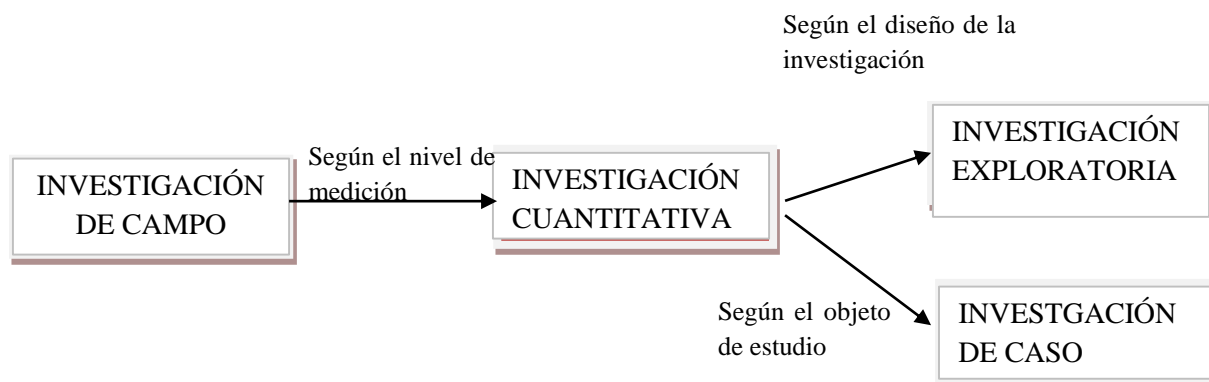 Según el diseño de la
investigación
INVESTIGACIÓN
EXPLORATORIA
Según el nivel de
medición
INVESTIGACIÓN
DE CAMPO
INVESTIGACIÓN
CUANTITATIVA
Según el objeto
de estudio
INVESTGACIÓN
DE CASO